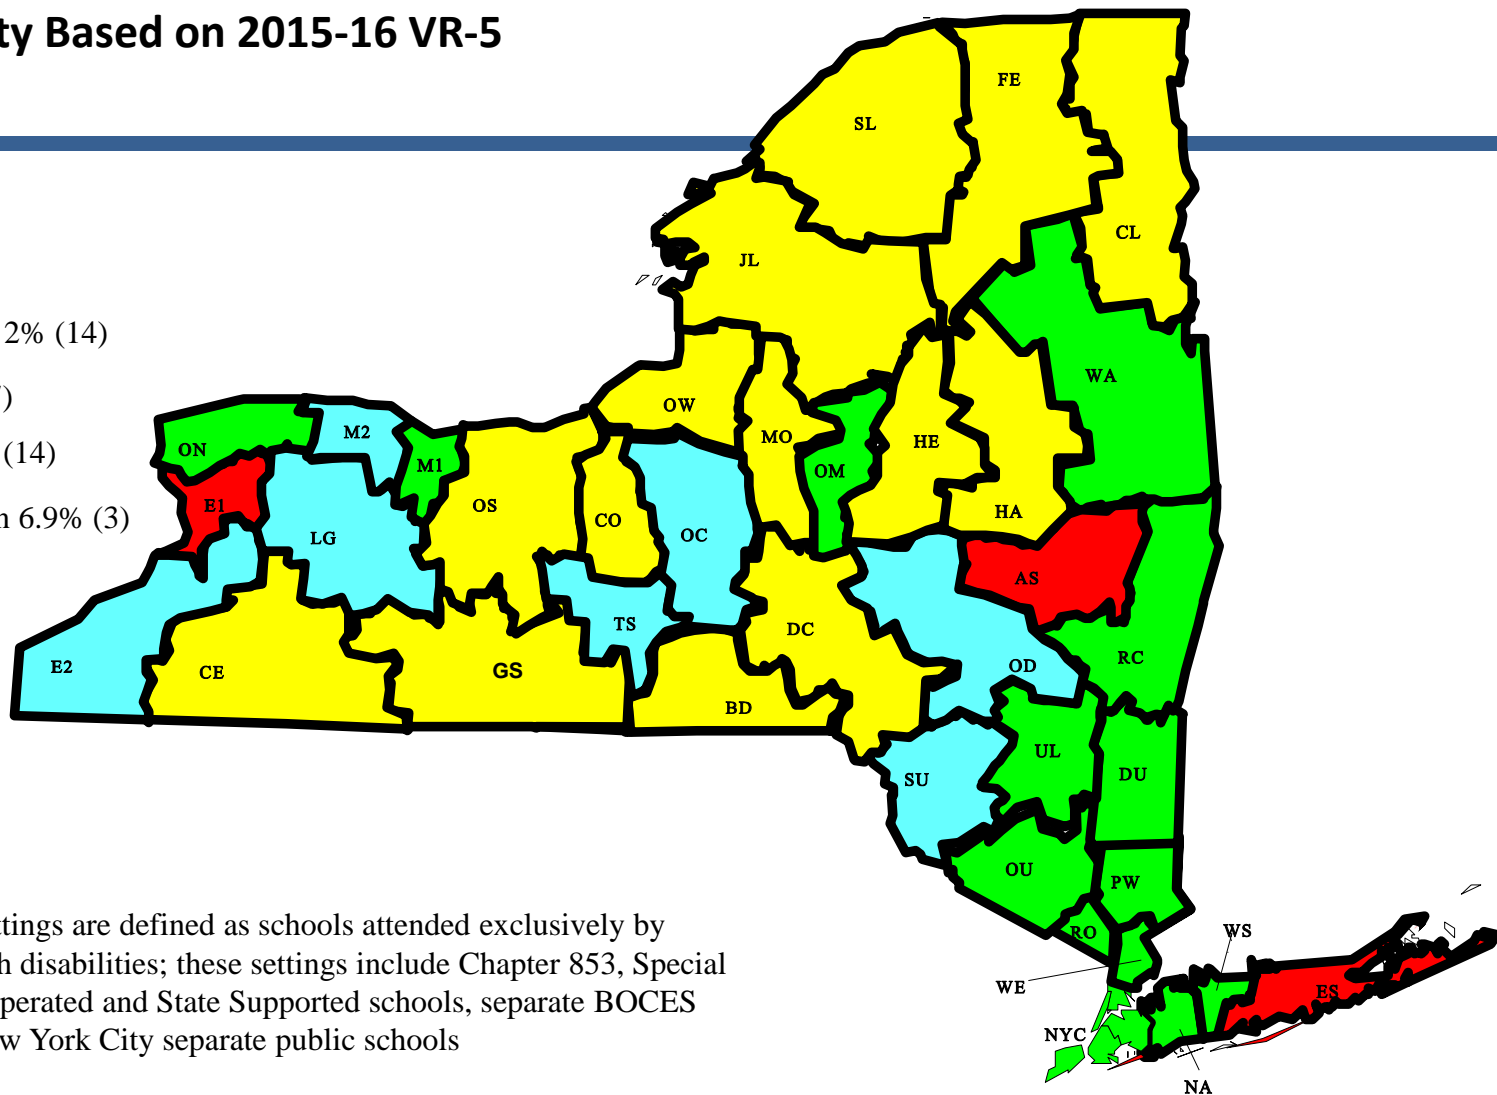 ty Based on 2015-16 VR-5
FE
SL
CL
JL
2% (14)
WA
)
OW
M2
MO
HE
ON
(14)
M1
OM
E1
OS
CO
HA
n 6.9% (3)
LG
OC
AS
TS
DC
RC
E2
CE
GS
OD
BD
UL
SU
DU
OU
PW
ttings are defined as schools attended exclusively by
RO
WS
h disabilities; these settings include Chapter 853, Special
WE
ES
perated and State Supported schools, separate BOCES
NYC
w York City separate public schools
NA